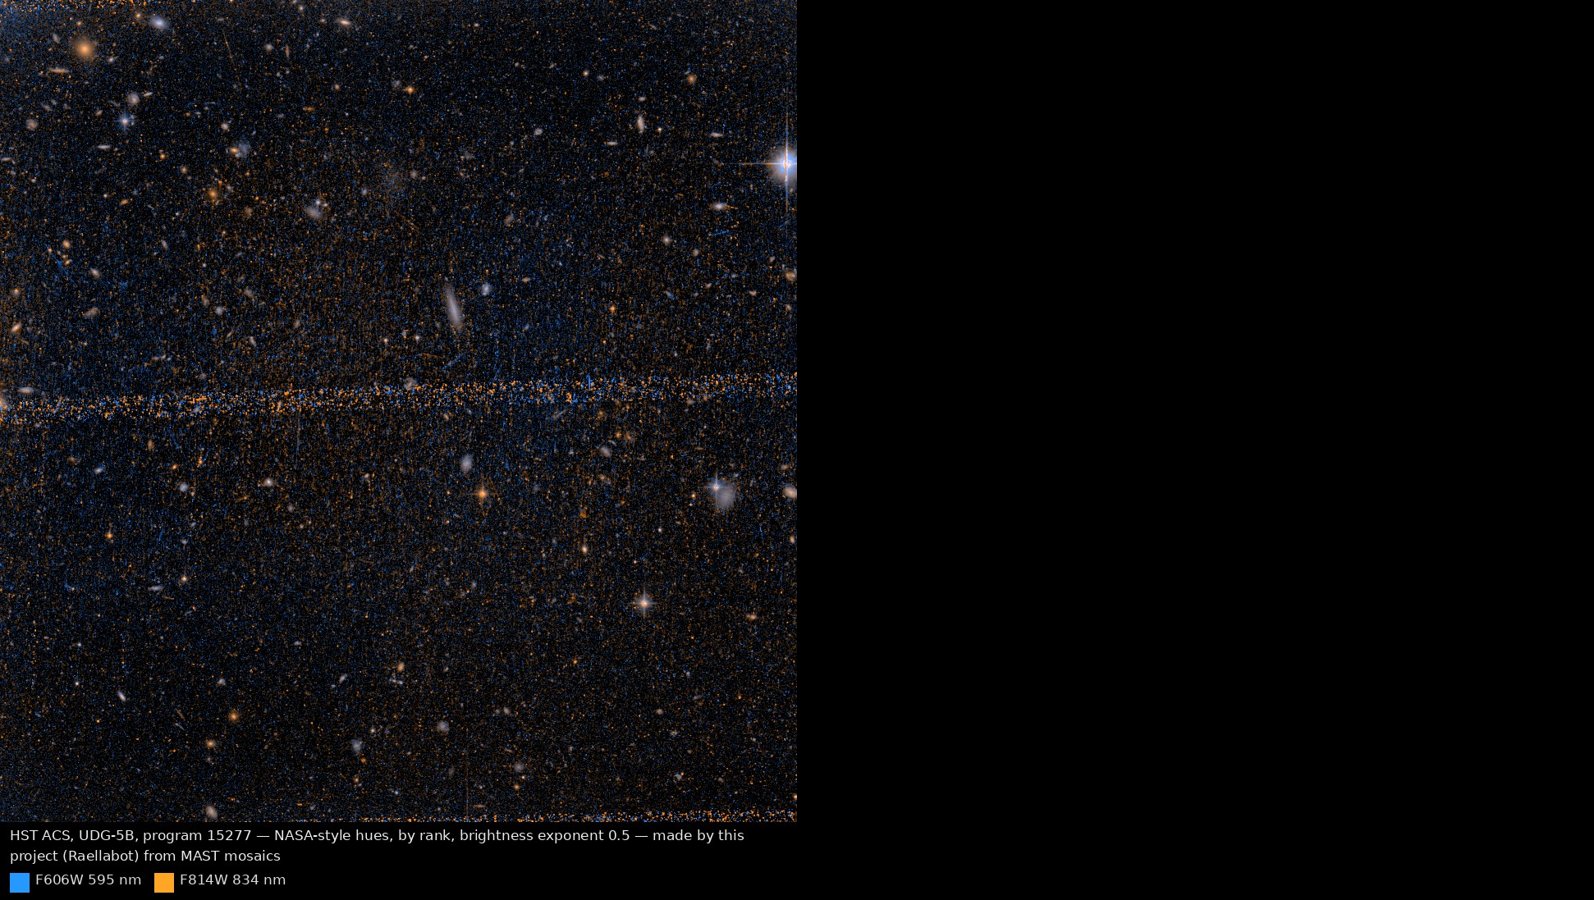 HST ACS, UDG-5B, program 15277 — NASA-style hues, by rank, brightness exponent 0.5 — made by this
project (Raellabot) from MAST mosaics
F606W 595 nm F814W 834 nm